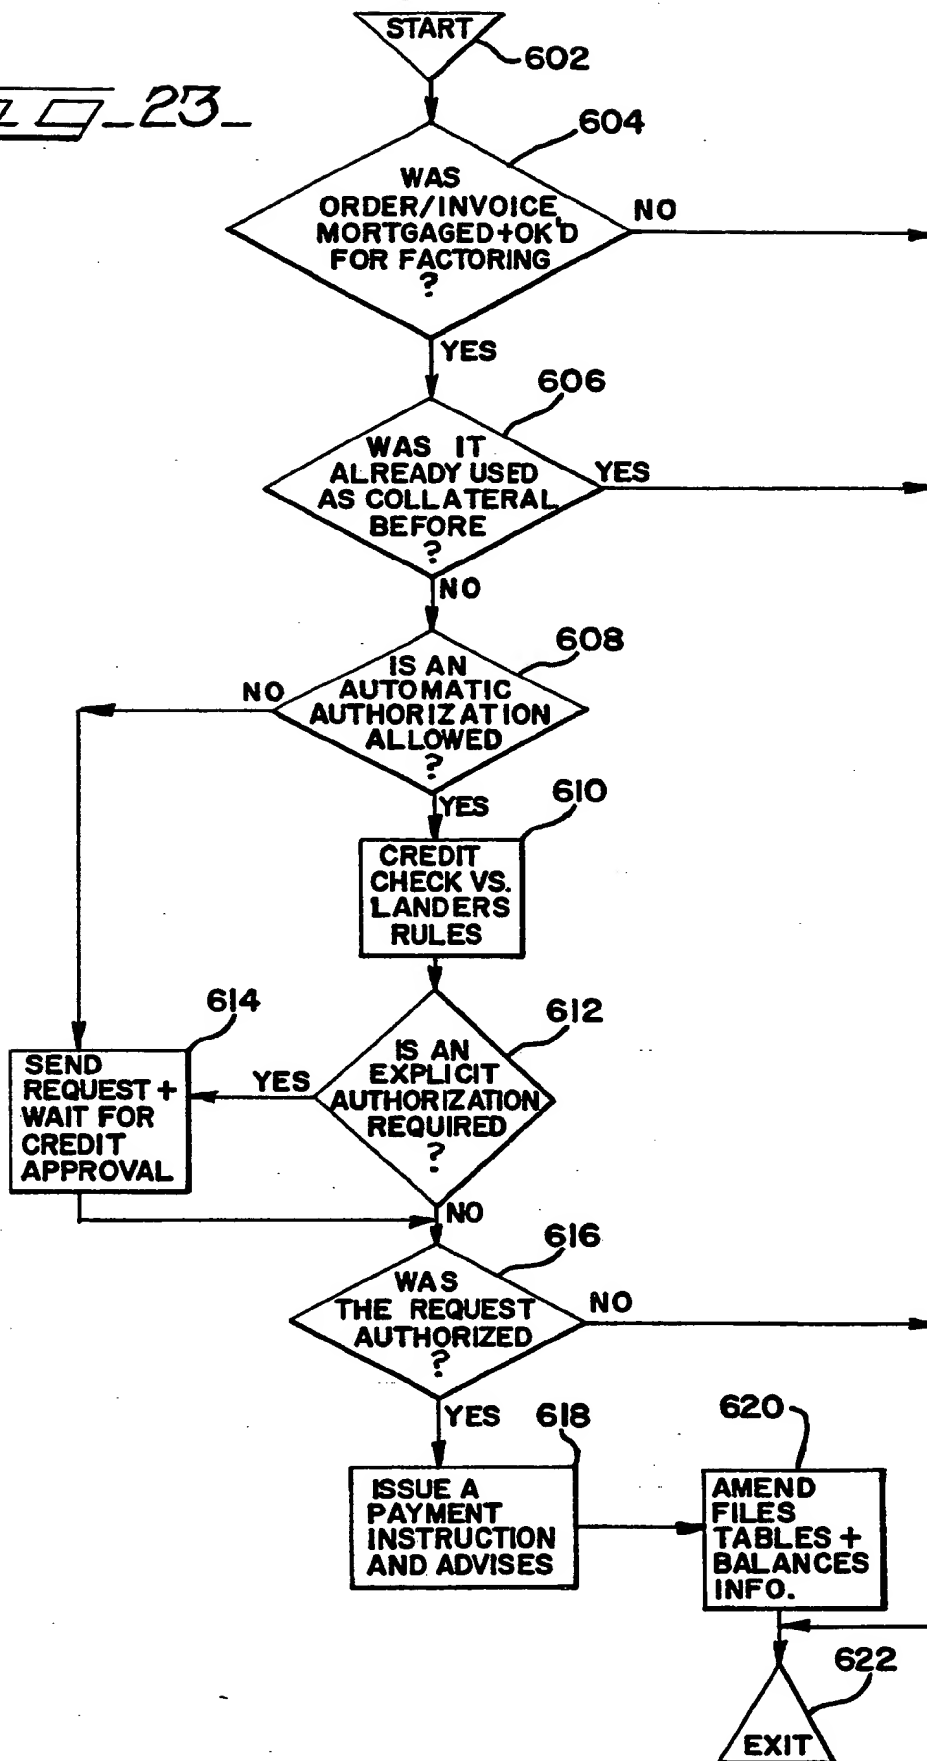 START
602
g-23-
604
WAS
ORDER/INVOICE
MORTGAGED+OK'D
FOR FACTORING
?
NO
YES
606
WAS IT
ALREADY USED
AS COLLATERAL
BEFORE
?
YES
NO
608
IS AN
AUTOMATIC
AUTHORIZATION
ALLOWED
?
NO
YES
610
CREDIT
CHECK VS.
LANDERS
RULES
614
612
SEND
REQUEST +
WAIT FOR
CREDIT
APPROVAL
YES
IS AN
EXPLICIT
AUTHORIZATION
REQUIRED
?
NO
616
WAS
THE REQUEST
AUTHORIZED
?
NO
YES
618
620
ISSUE A
PAYMENT
INSTRUCTION
AND ADVISES
AMEND
FILES
TABLES +
BALANCES
INFO.
622
EXIT